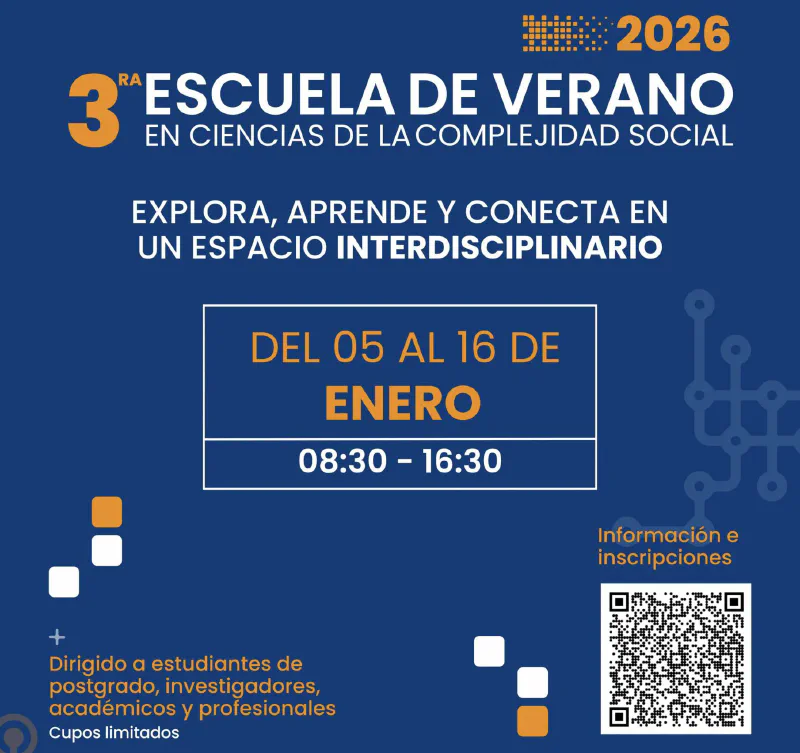 2026
3RA ESCUELA DE VERANO
EN CIENCIAS DE LA COMPLEJIDAD SOCIAL
EXPLORA, APRENDE Y CONECTA EN
UN ESPACIO INTERDISCIPLINARIO
DEL 05 AL 16 DE
ENERO
08:30 - 16:30
Información e
inscripciones
Dirigido a estudiantes de
postgrado, investigadores,
académicos y profesionales
Cupos limitados